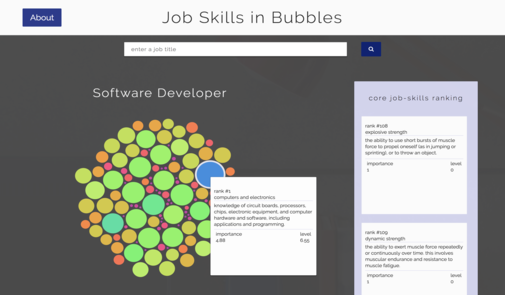 About
Job Skills in Bubbles
enter a job title
Software Developer
rank #1
computers and electronics
knowledge of circuit boards, processors,
chips, electronic equipment, and computer
hardware and software, including
applications and programming.
importance level
4.88 6.55
core job-skills ranking
rank #108
explosive strength
the ability to use short bursts of muscle
force to propel oneself (as in jumping or
sprinting), or to throw an object.
importance level
1 0
rank #109
dynamic strength
the ability to exert muscle force repeatedly
or continuously over time. this involves
muscular endurance and resistance to
muscle fatigue.
importance level
1 0